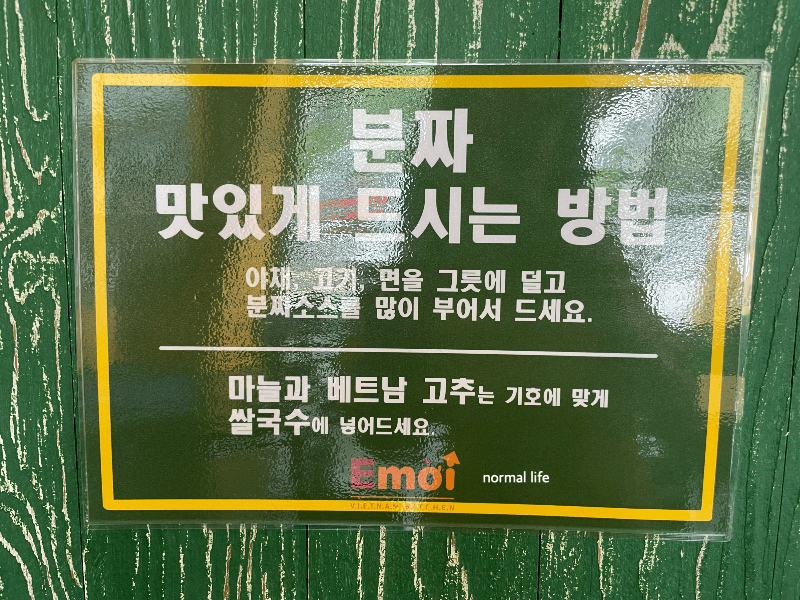 분짜
맛있게 드시는 방법
야채, 고기, 면을 그릇에 덜고
분짜소스를 많이 부어서 드세요.
마늘과 베트남 고추는 기호에 맞게
쌀국수에 넣어드세요.
Emoi normal life
VIETNAM KITCHEN